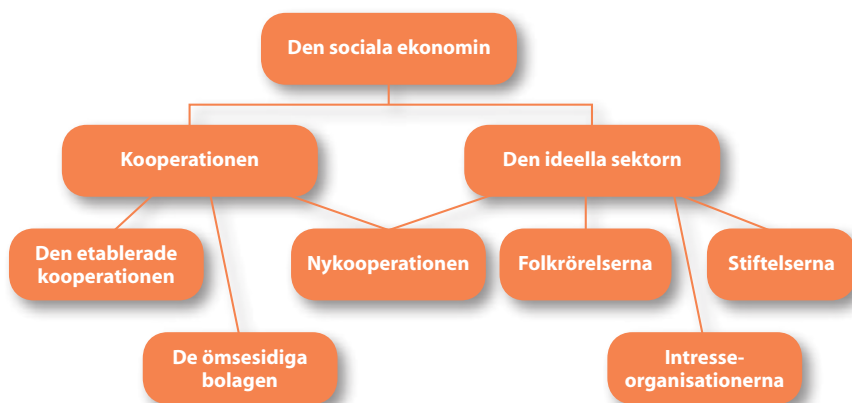 Den sociala ekonomin
Kooperationen
Den ideella sektorn
Den etablerade
kooperationen
Nykooperationen
Folkrörelserna
Stiftelserna
De ömsesidiga
bolagen
Intresse-
organisationerna